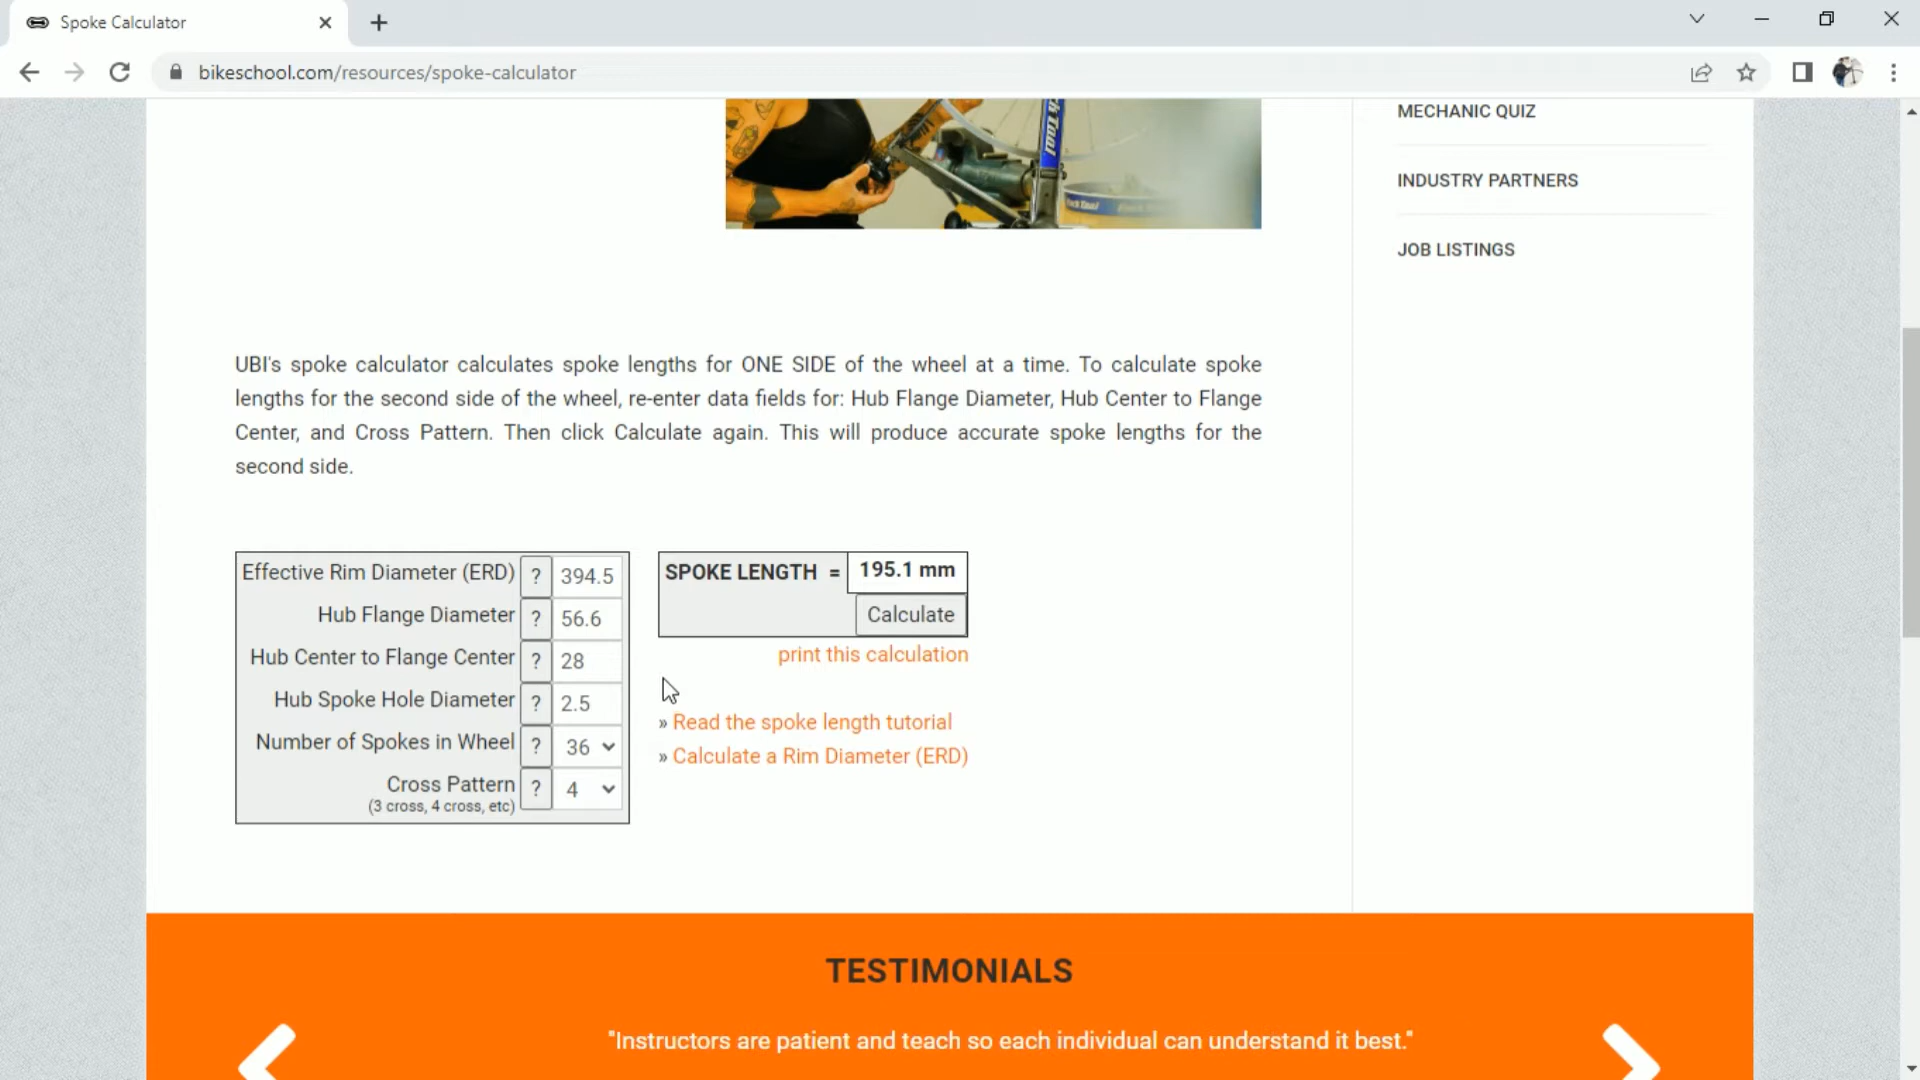 Spoke Calculator
bikeschool.com/resources/spoke-calculator
MECHANIC QUIZ
INDUSTRY PARTNERS
JOB LISTINGS
UBI's spoke calculator calculates spoke lengths for ONE SIDE of the wheel at a time. To calculate spoke
lengths for the second side of the wheel, re-enter data fields for: Hub Flange Diameter, Hub Center to Flange
Center, and Cross Pattern. Then click Calculate again. This will produce accurate spoke lengths for the
second side.
Effective Rim Diameter (ERD) ? 394.5
Hub Flange Diameter ? 56.6
Hub Center to Flange Center ? 28
Hub Spoke Hole Diameter ? 2.5
Number of Spokes in Wheel ? 36
Cross Pattern ? 4
(3 cross, 4 cross, etc)
SPOKE LENGTH = 195.1 mm
Calculate
print this calculation
» Read the spoke length tutorial
» Calculate a Rim Diameter (ERD)
TESTIMONIALS
"Instructors are patient and teach so each individual can understand it best."